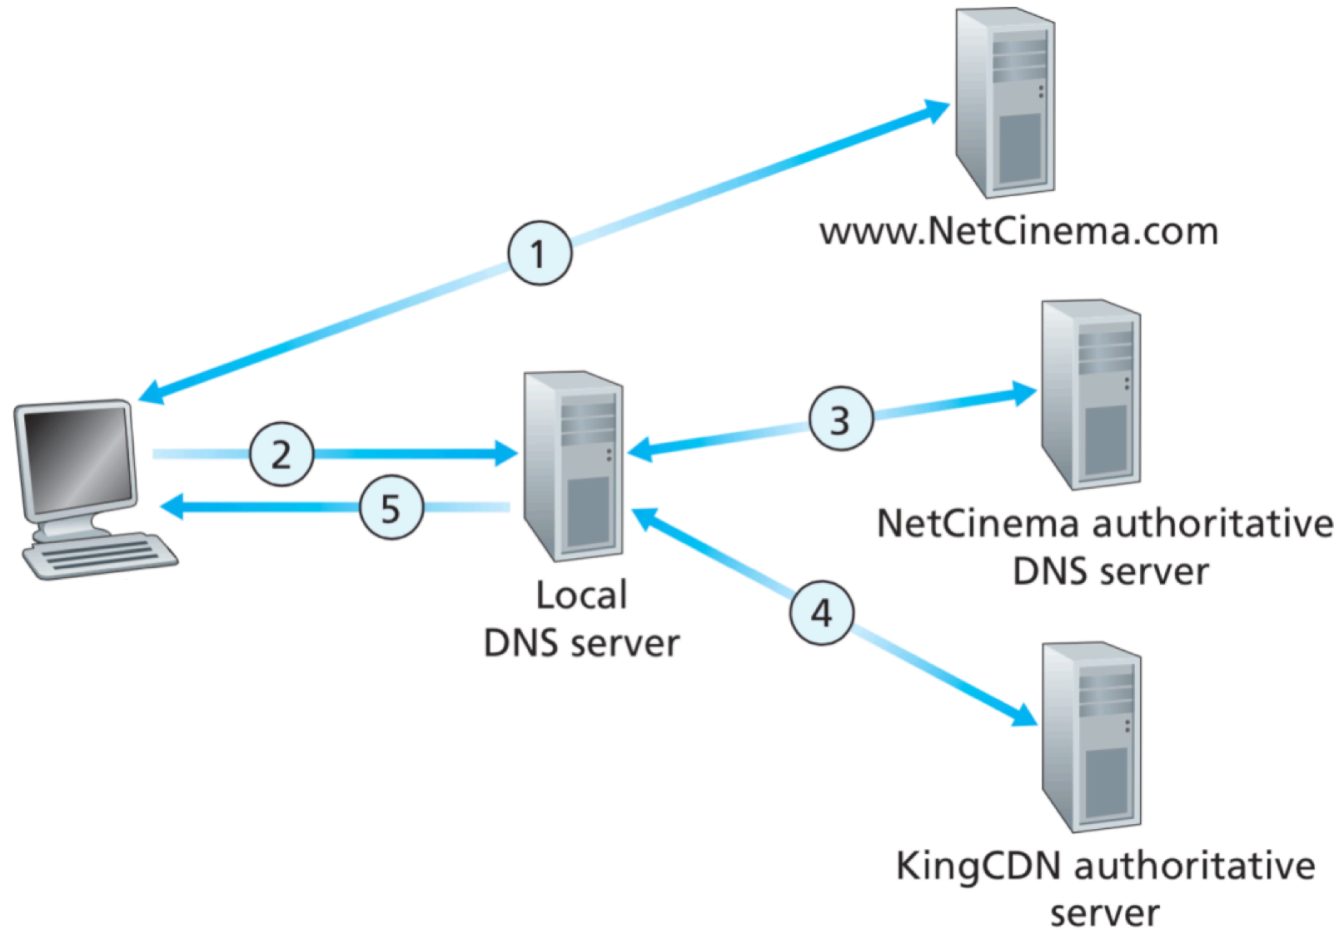 www.NetCinema.com
1
2
3
NetCinema authoritative
DNS server
5
Local
DNS server
4
KingCDN authoritative
server